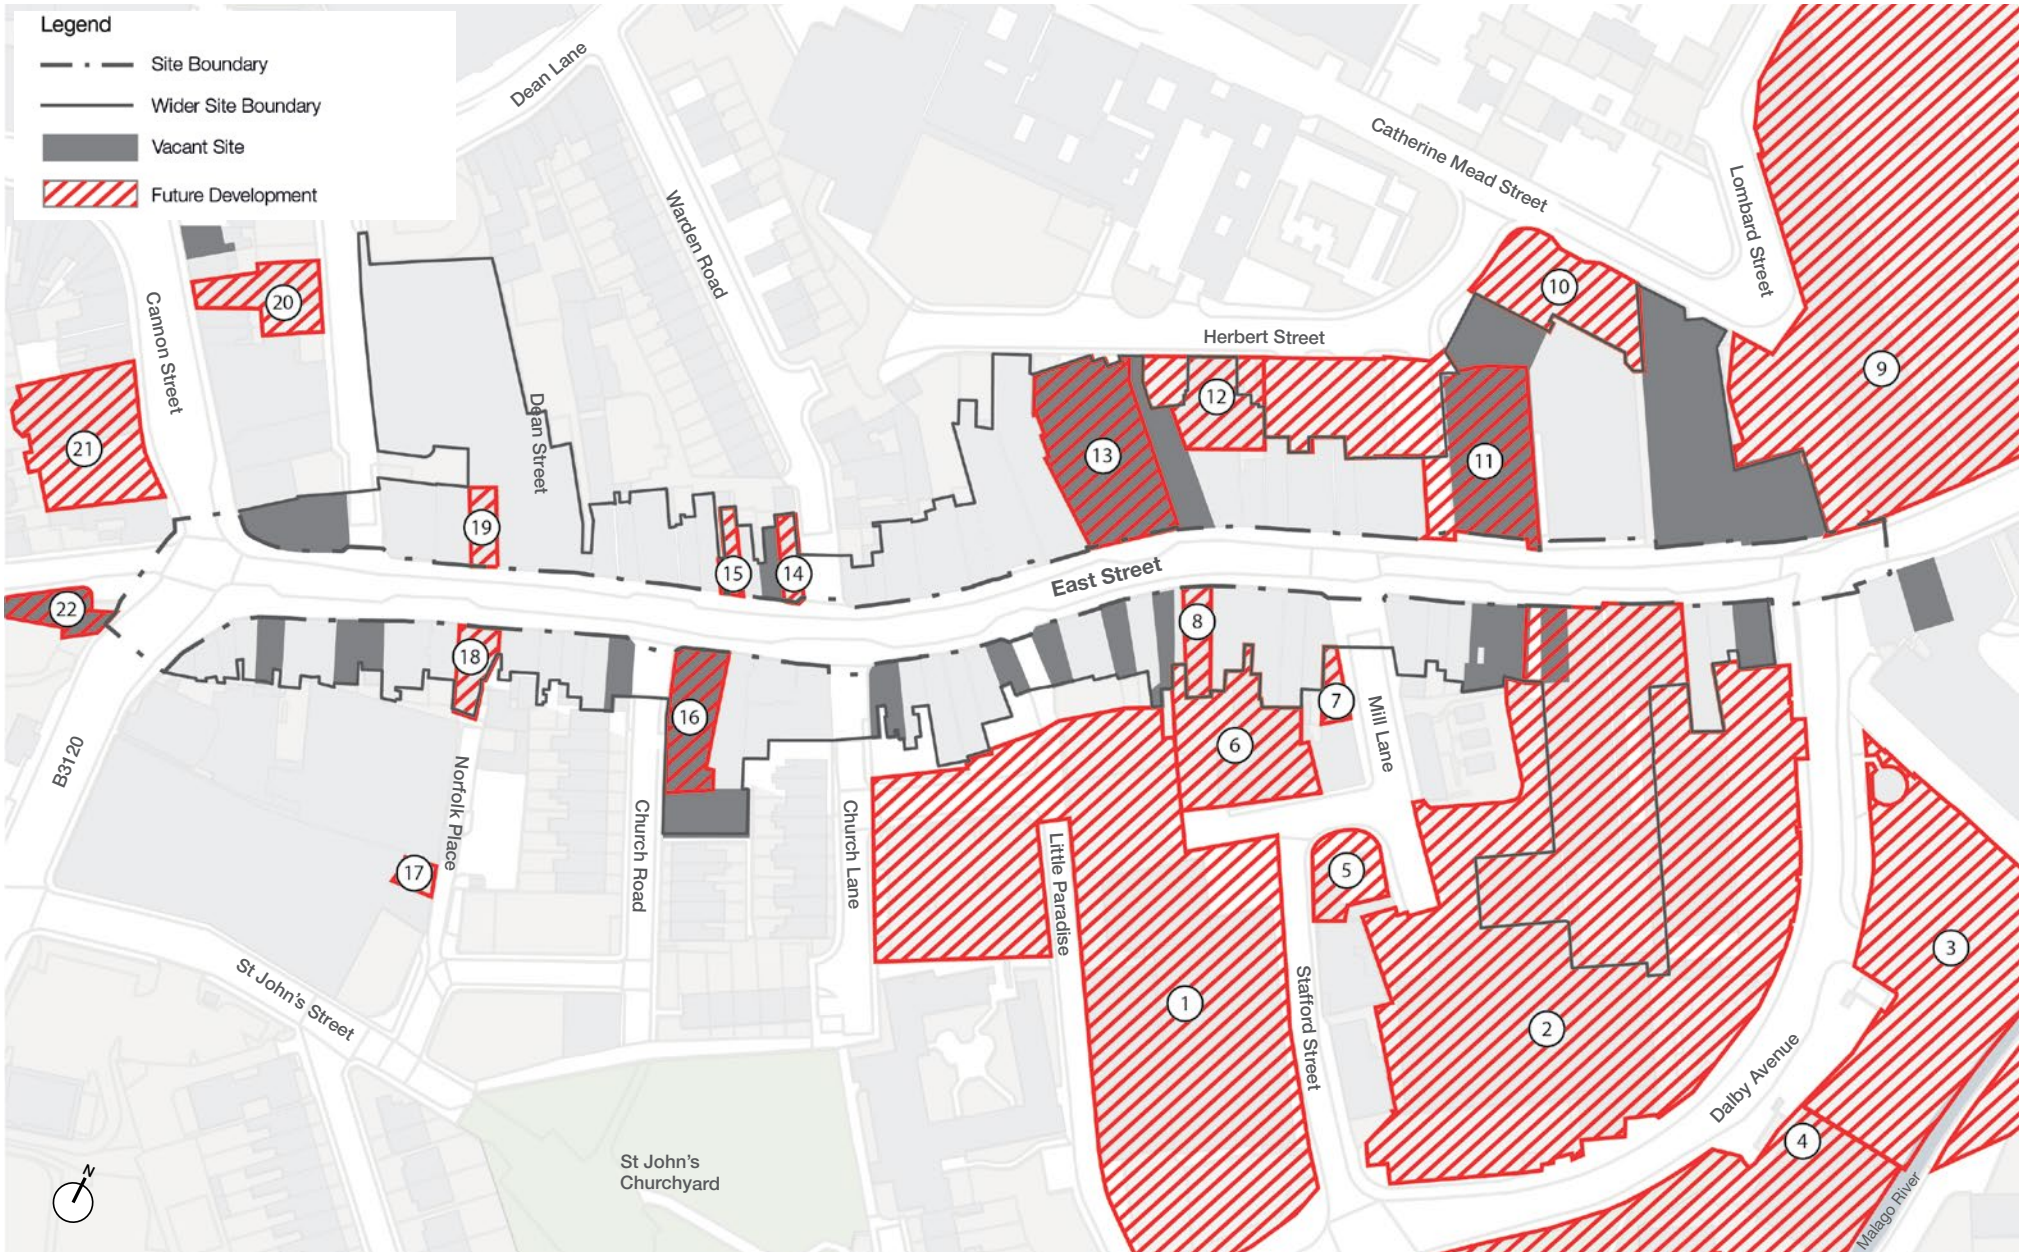 Legend
Site Boundary
Wider Site Boundary
Vacant Site
Future Development
Dean Lane
Catherine Mead Street
Lombard Street
Warden Road
Cannon Street
20
10
Herbert Street
9
12
Dean Street
21
13
11
19
15
14
East Street
22
8
18
16
7
6
Mill Lane
B3120
Norfolk Place
Church Road
Church Lane
Little Paradise
5
17
3
St John's Street
Stafford Street
1
2
Dalby Avenue
4
St John's
Churchyard
N
Malago River